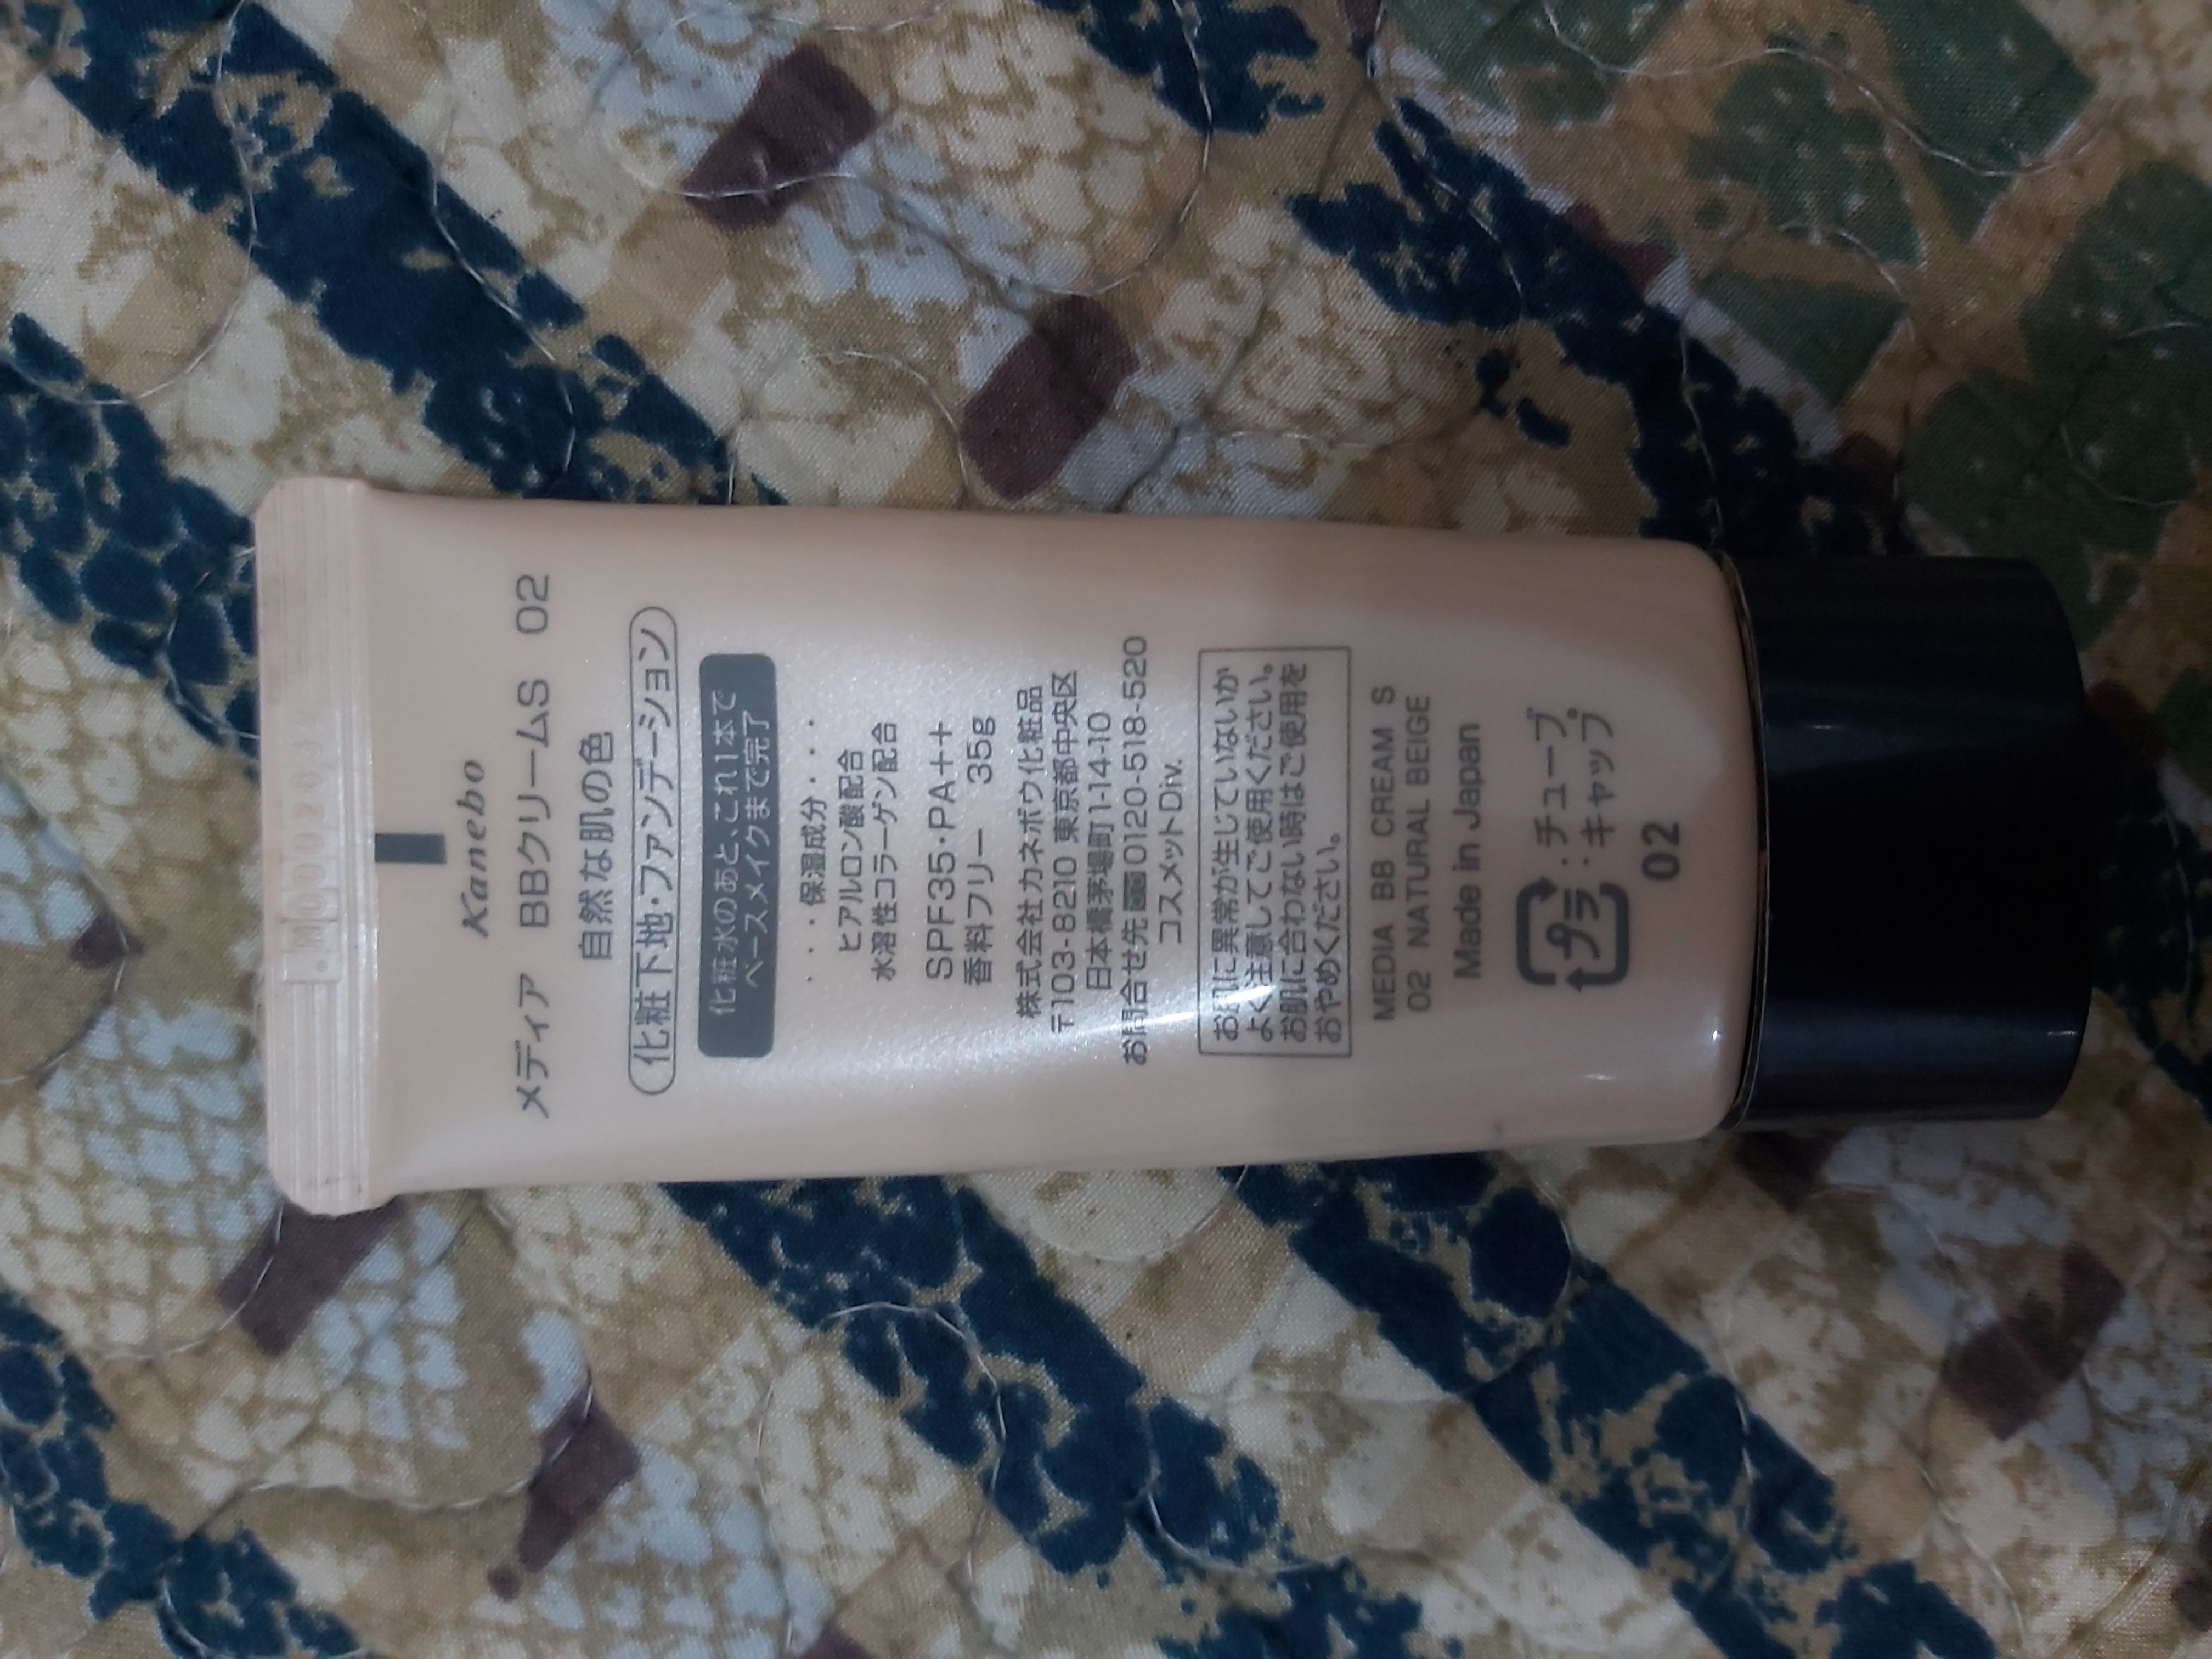 Kanebo
メディア BBクリームS 02
自然な肌の色
化粧下地・ファンデーション
化粧水のあと、これ1本で
ベースメイクまで完了
・・・保湿成分・・・
ヒアルロン酸配合
水溶性コラーゲン配合
SPF35・PA++
香料フリー 35g
株式会社カネボウ化粧品
〒103-8210 東京都中央区
日本橋茅場町1-14-10
お問合せ先 0120-518-520
コスメットDiv.
お肌に異常が生じていないか
よく注意してご使用ください。
お肌に合わない時はご使用を
おやめください。
MEDIA BB CREAM S
02 NATURAL BEIGE
Made in Japan
プラ :チューブ、
:キャップ
02